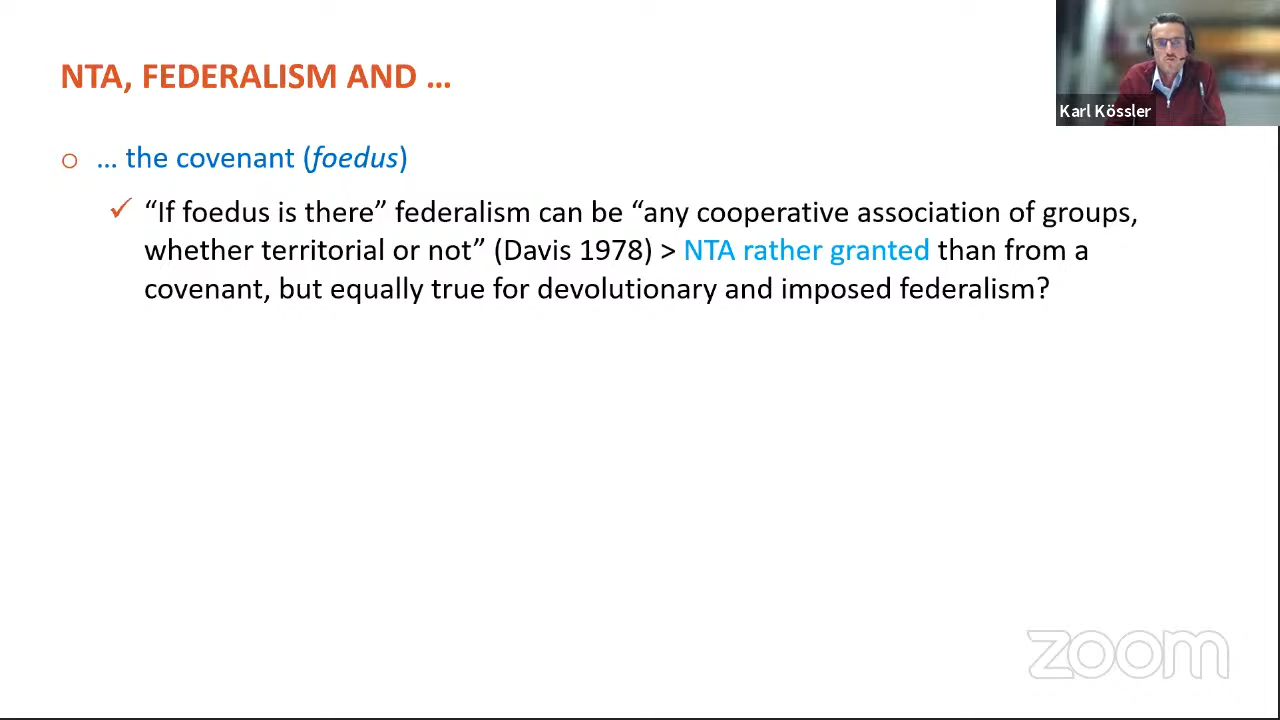 NTA, FEDERALISM AND ...
Karl Kössler
... the covenant (foedus)
“If foedus is there” federalism can be “any cooperative association of groups,
whether territorial or not” (Davis 1978) > NTA rather granted than from a
covenant, but equally true for devolutionary and imposed federalism?
zoom